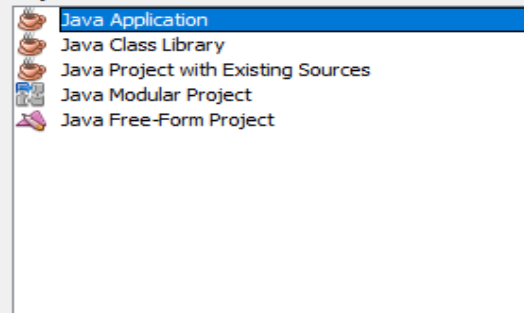 Java Application
Java Class Library
Java Project with Existing Sources
Java Modular Project
Java Free-Form Project